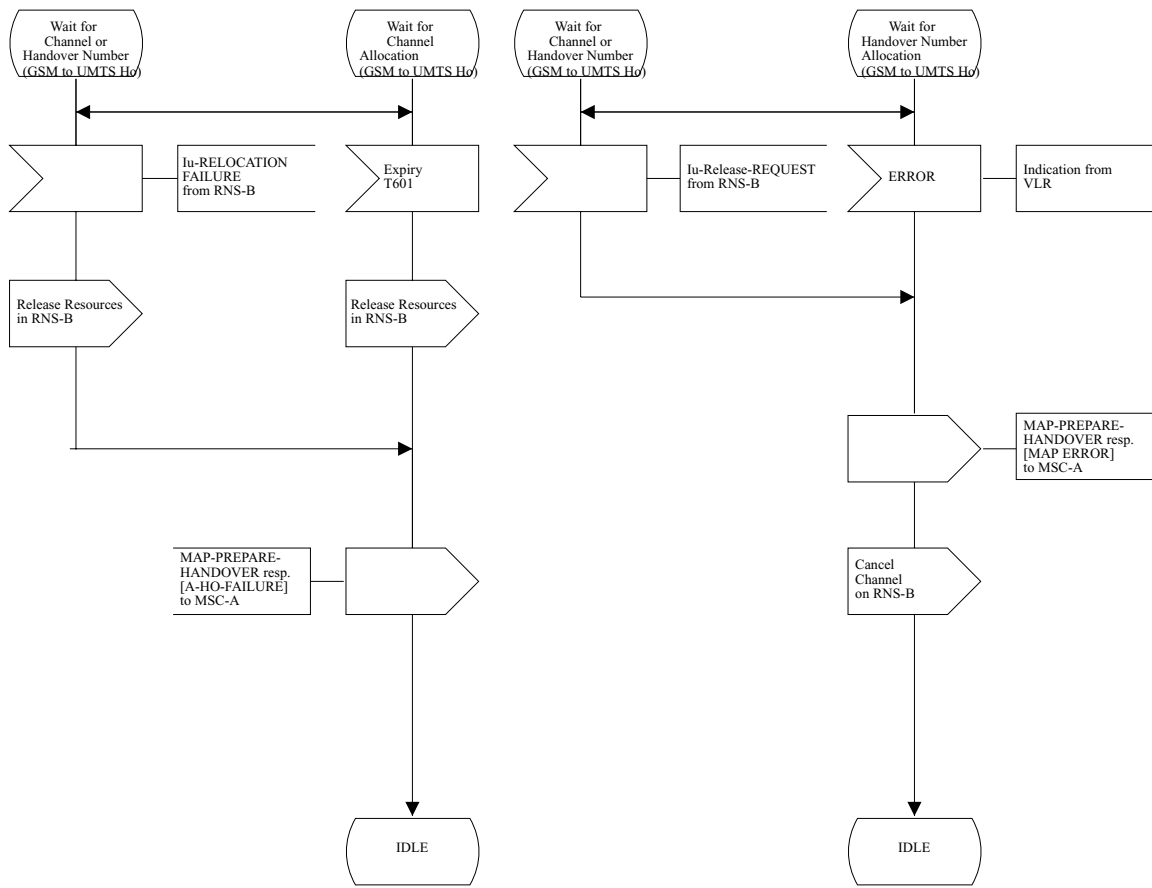 Wait for
Channel or
Handover Number
(GSM to UMTS Ho)
Wait for
Channel
Allocation
(GSM to UMTS Ho)
Wait for
Channel or
Handover Number
(GSM to UMTS Ho)
Wait for
Handover Number
Allocation
(GSM to UMTS Ho)
Iu-RELOCATION
FAILURE
from RNS-B
Expiry
T601
Iu-Release-REQUEST
from RNS-B
ERROR
Indication from
VLR
Release Resources
in RNS-B
Release Resources
in RNS-B
MAP-PREPARE-
HANDOVER resp.
[MAP ERROR]
to MSC-A
MAP-PREPARE-
HANDOVER resp.
[A-HO-FAILURE]
to MSC-A
Cancel
Channel
on RNS-B
IDLE
IDLE